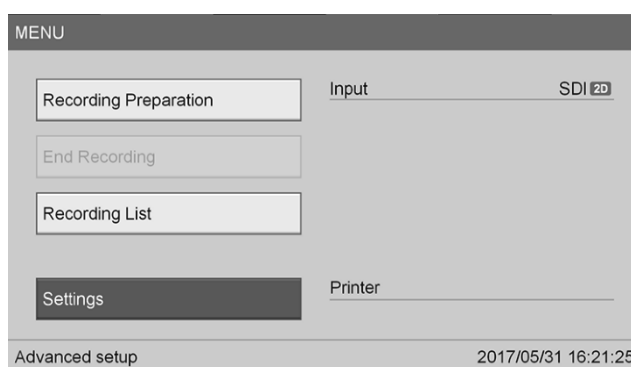 MENU
Recording Preparation
Input SDI 2D
End Recording
Recording List
Settings
Printer
Advanced setup 2017/05/31 16:21:25